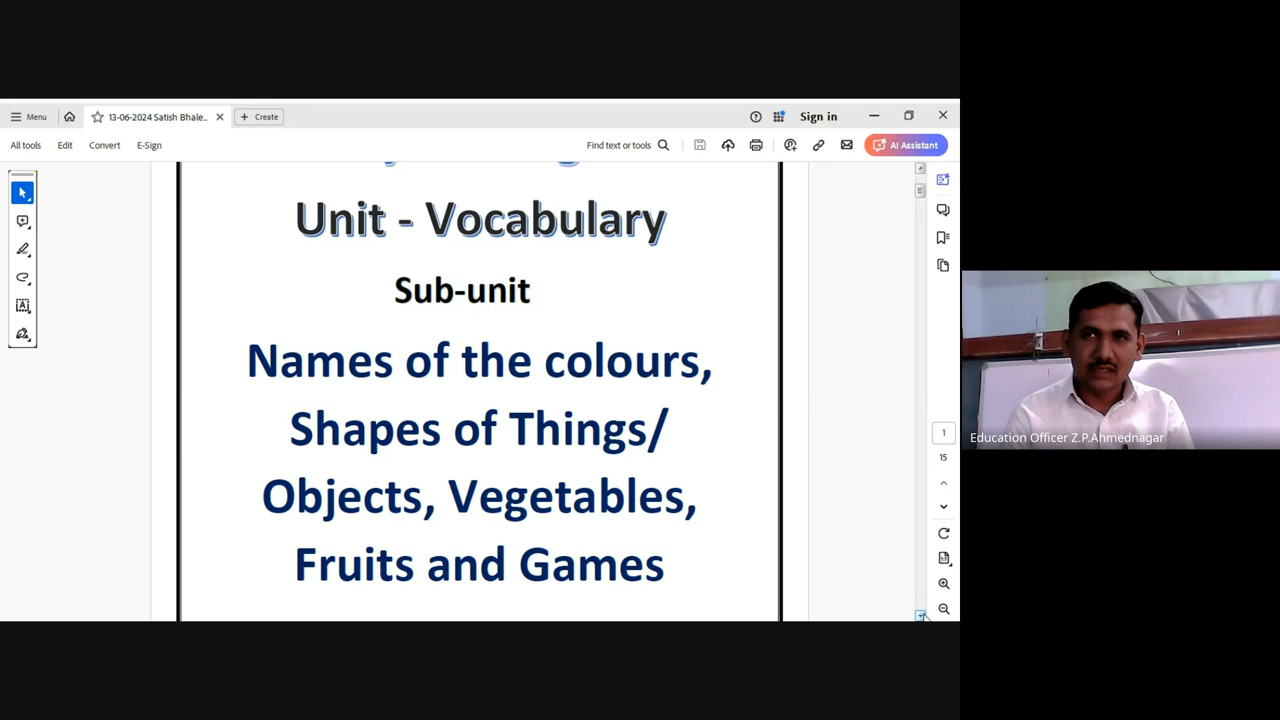 Menu
13-06-2024 Satish Bhale...
Create
Sign in
All tools
Edit
Convert
E-Sign
Find text or tools
AI Assistant
Unit - Vocabulary
Sub-unit
Names of the colours,
Shapes of Things/
Objects, Vegetables,
Fruits and Games
1
15
Education Officer Z.P.Ahmednagar